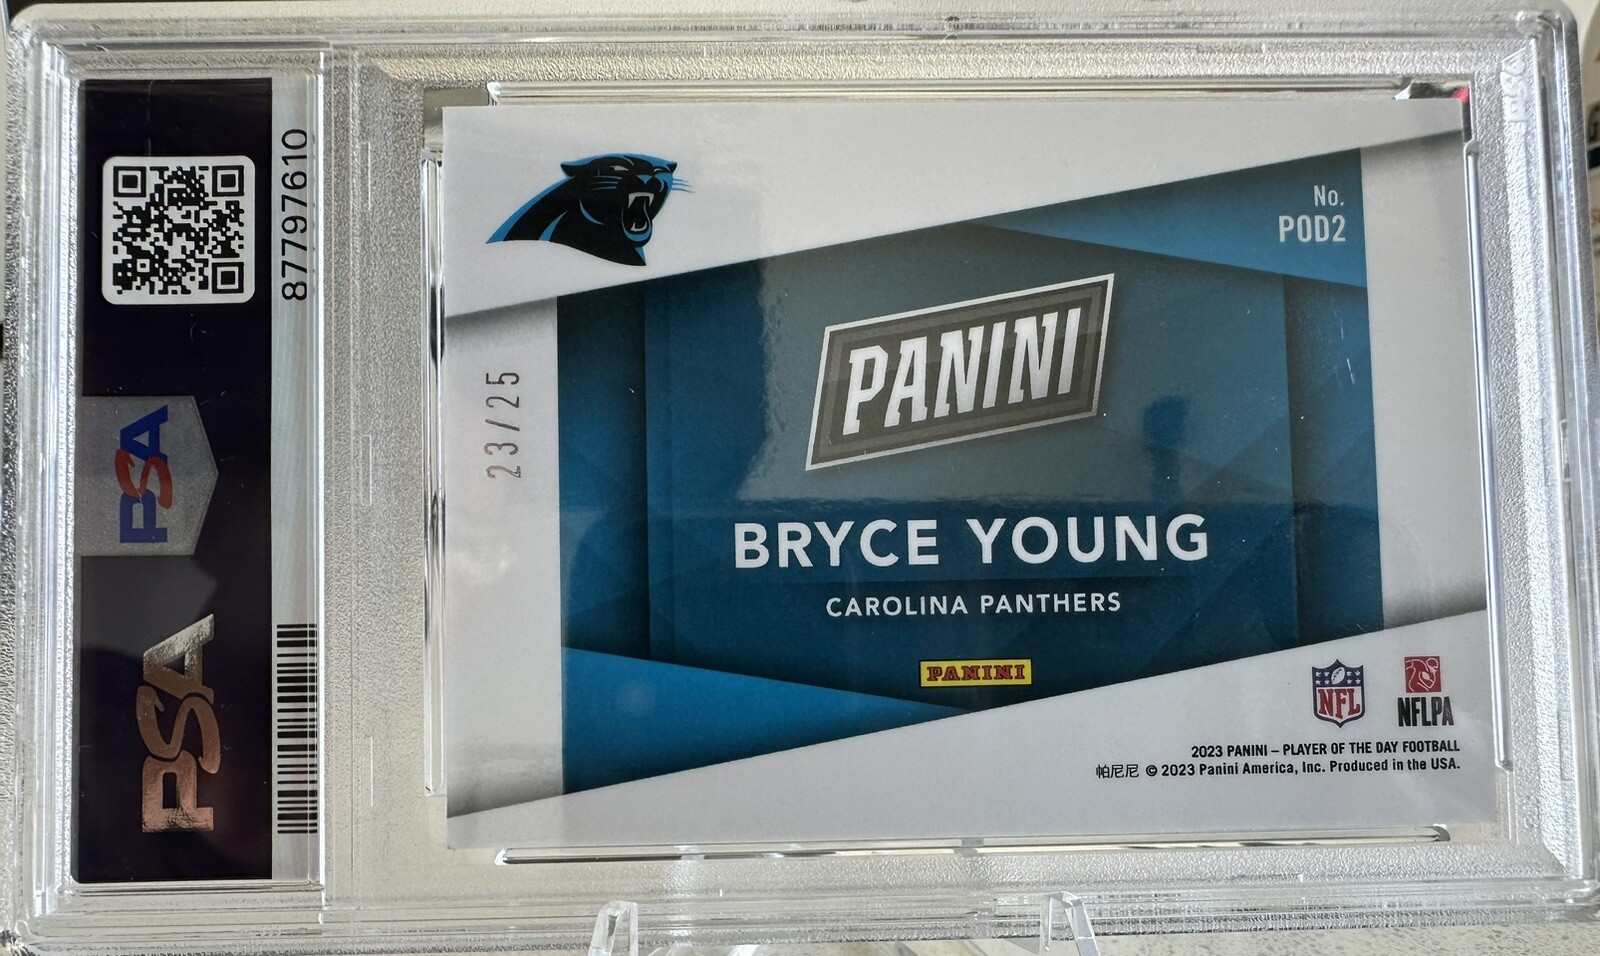 87797610
PSA
PSA
23/25
No.
POD2
PANINI
BRYCE YOUNG
CAROLINA PANTHERS
PANINI
NFL
NFLPA
2023 PANINI – PLAYER OF THE DAY FOOTBALL
帕尼尼 © 2023 Panini America, Inc. Produced in the USA.